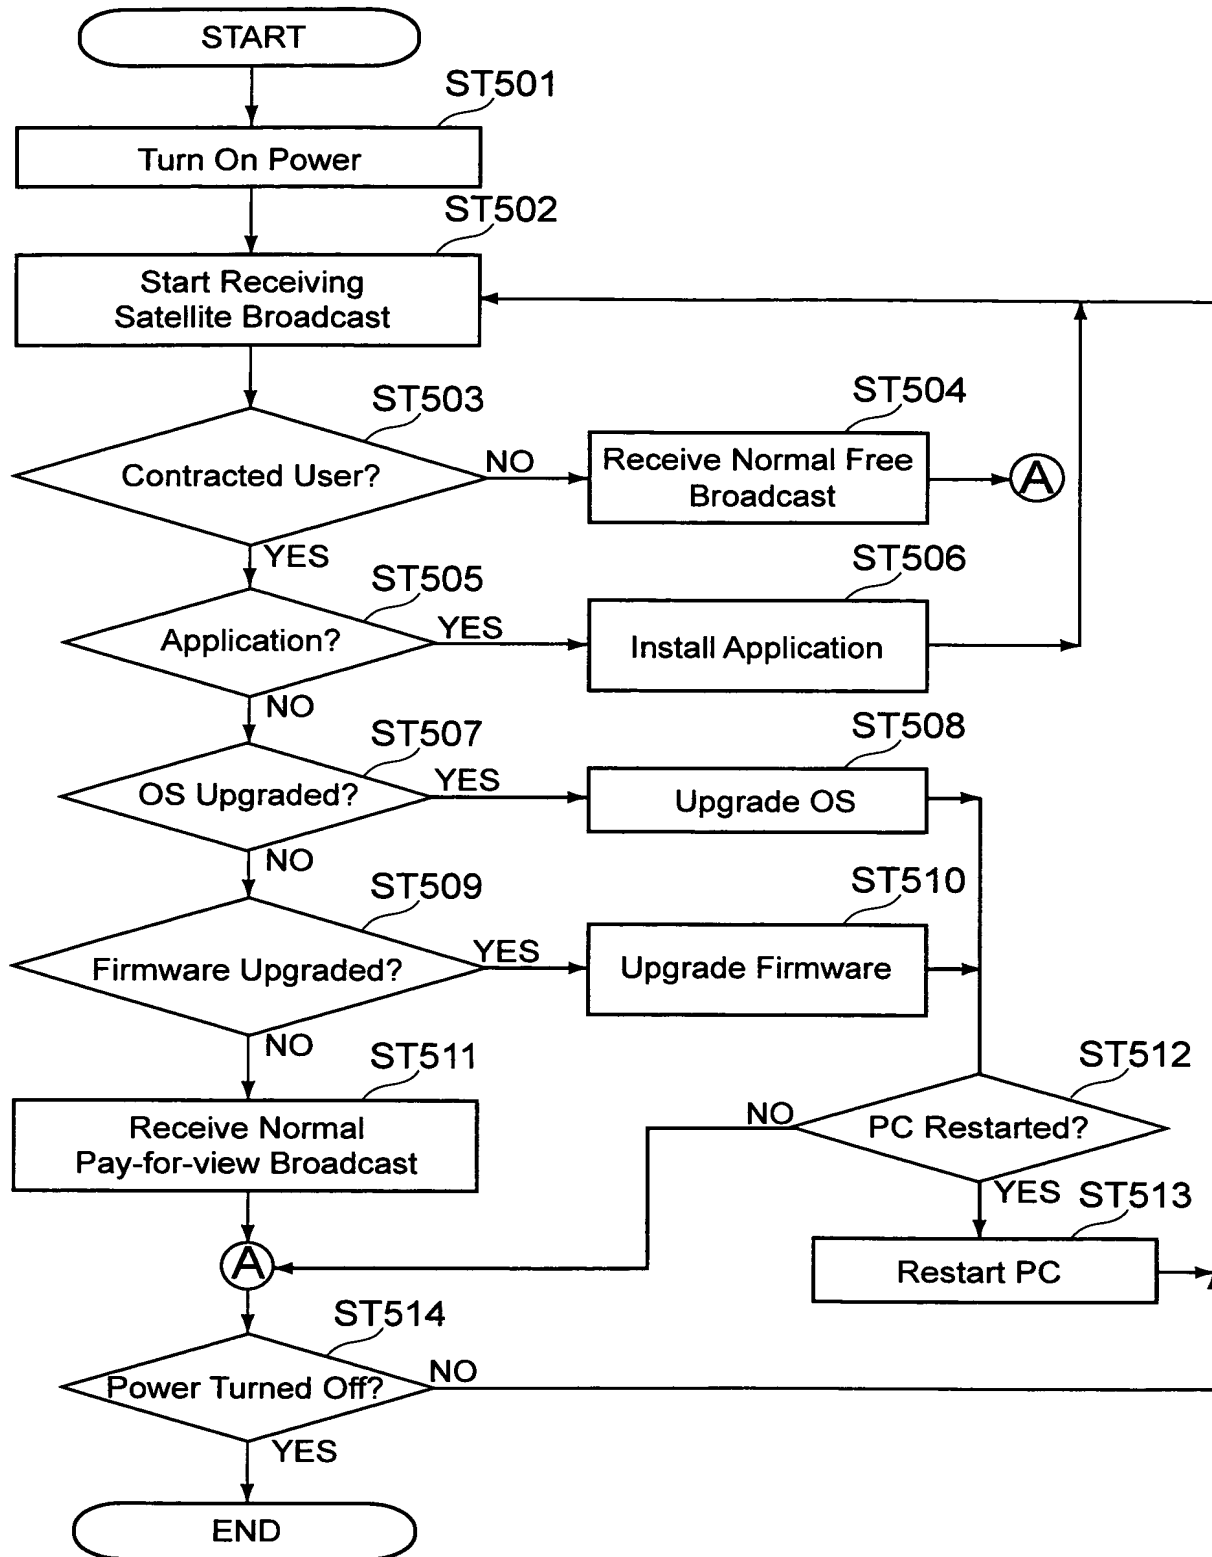 START
ST501
Turn On Power
ST502
Start Receiving
Satellite Broadcast
ST503
Contracted User?
NO
ST504
Receive Normal Free
Broadcast
A
YES
ST505
Application?
YES
ST506
Install Application
NO
ST507
OS Upgraded?
YES
ST508
Upgrade OS
NO
ST509
Firmware Upgraded?
YES
ST510
Upgrade Firmware
NO
ST511
Receive Normal
Pay-for-view Broadcast
ST512
PC Restarted?
NO
YES
ST513
Restart PC
A
ST514
Power Turned Off?
NO
YES
END